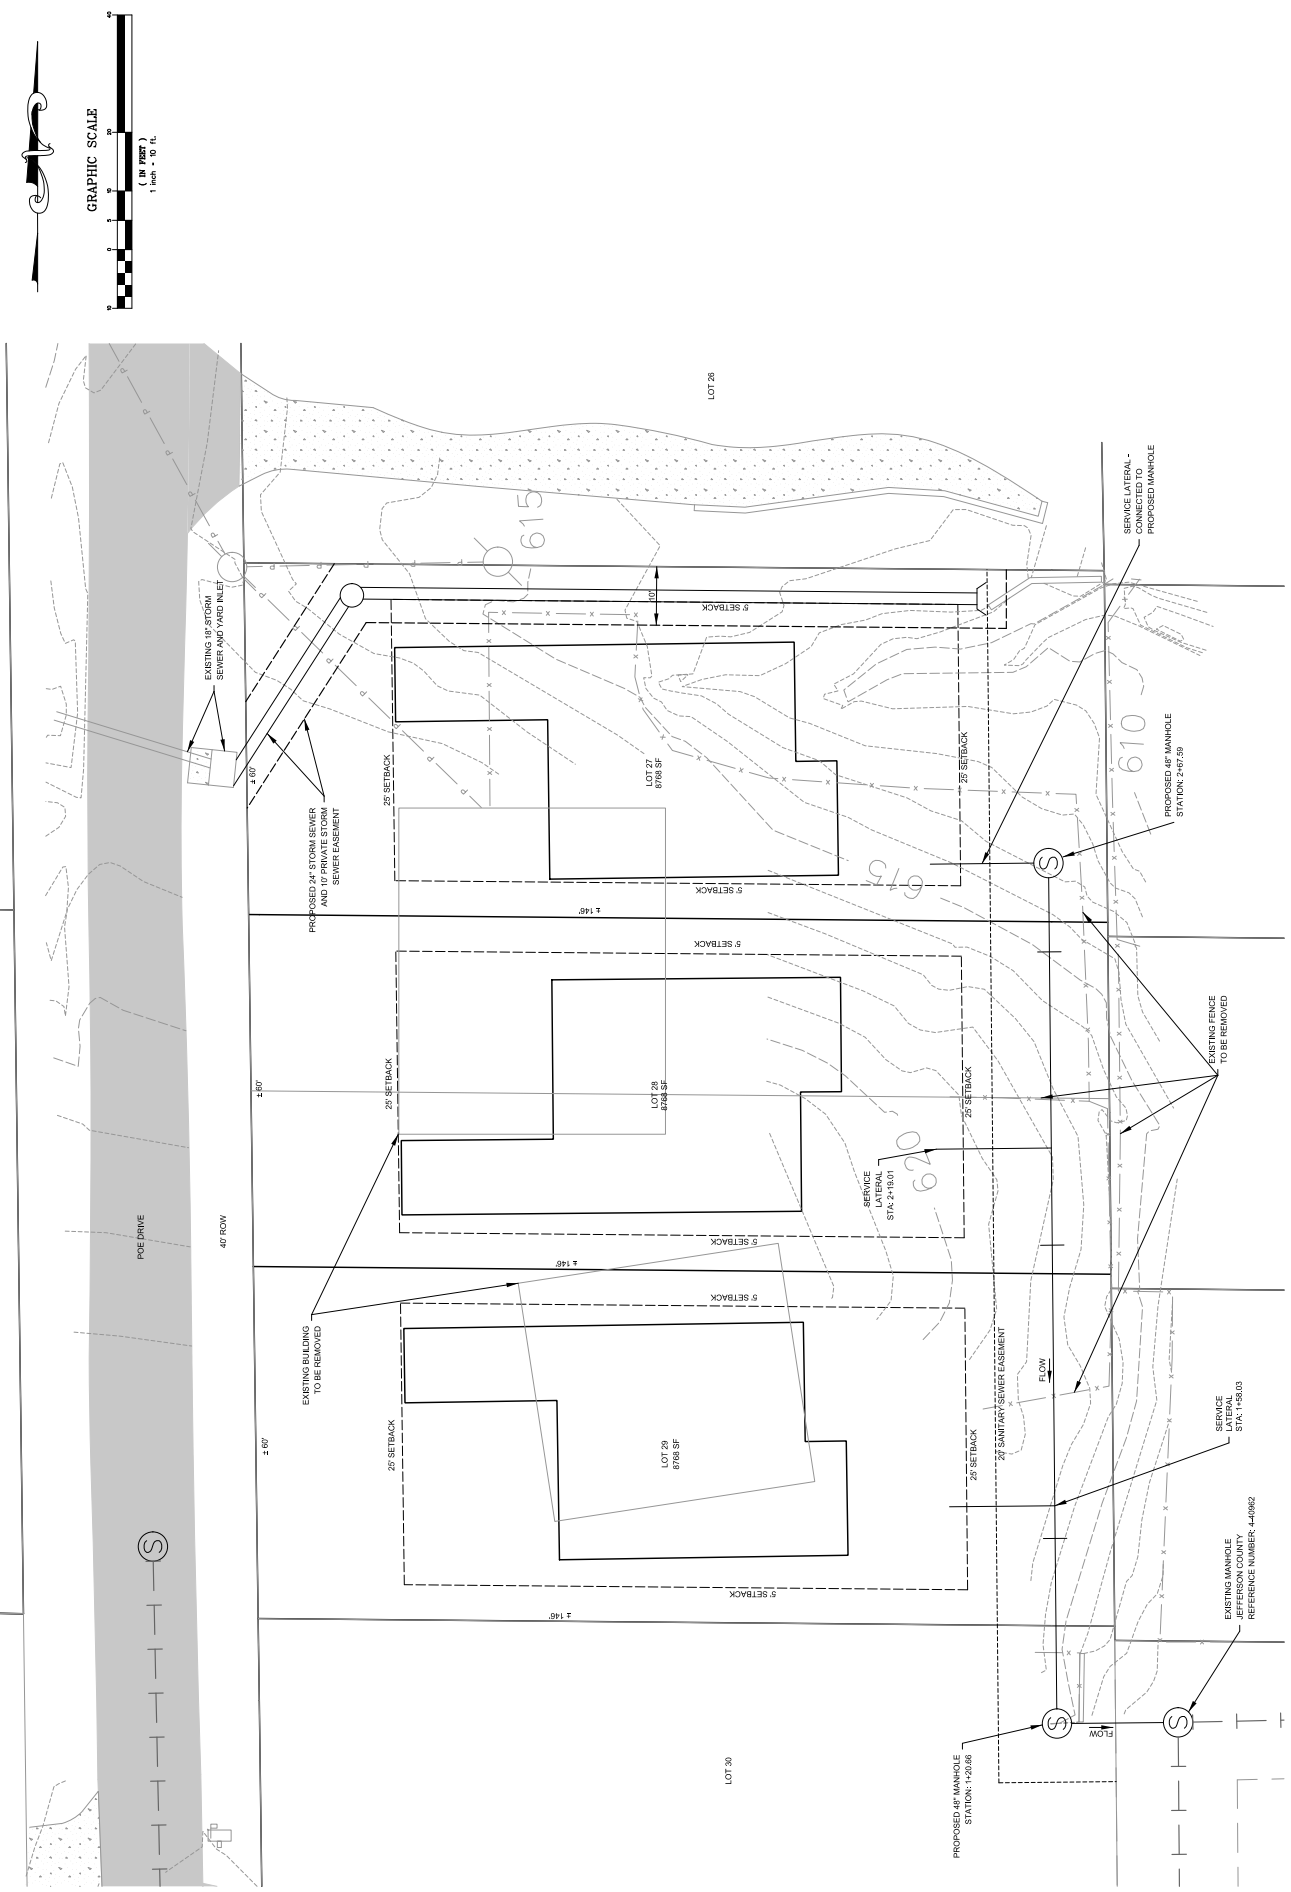 GRAPHIC SCALE
10
0
5
10
20
40
( IN FEET )
1 inch = 10 ft.
LOT 26
SERVICE LATERAL -
CONNECTED TO
PROPOSED MANHOLE
615
EXISTING 18" STORM
SEWER AND YARD INLET
P
P
P
P
P
P
P
P
P
10'
5' SETBACK
± 60'
PROPOSED 24" STORM SEWER
AND 10' PRIVATE STORM
SEWER EASEMENT
25' SETBACK
LOT 27
8768 SF
25' SETBACK
610
PROPOSED 48" MANHOLE
STATION: 2+67.59
S
615
5' SETBACK
± 146'
5' SETBACK
± 60'
25' SETBACK
LOT 28
8768 SF
25' SETBACK
EXISTING FENCE
TO BE REMOVED
620
SERVICE
LATERAL
STA: 2+19.01
POE DRIVE
40' ROW
5' SETBACK
± 146'
5' SETBACK
EXISTING BUILDING
TO BE REMOVED
± 60'
25' SETBACK
LOT 29
8768 SF
25' SETBACK
20' SANITARY SEWER EASEMENT
FLOW
SERVICE
LATERAL
STA: 1+58.03
S
5' SETBACK
± 146'
EXISTING MANHOLE
JEFFERSON COUNTY
REFERENCE NUMBER: 4-40962
LOT 30
PROPOSED 48" MANHOLE
STATION: 1+20.66
S
FLOW
S